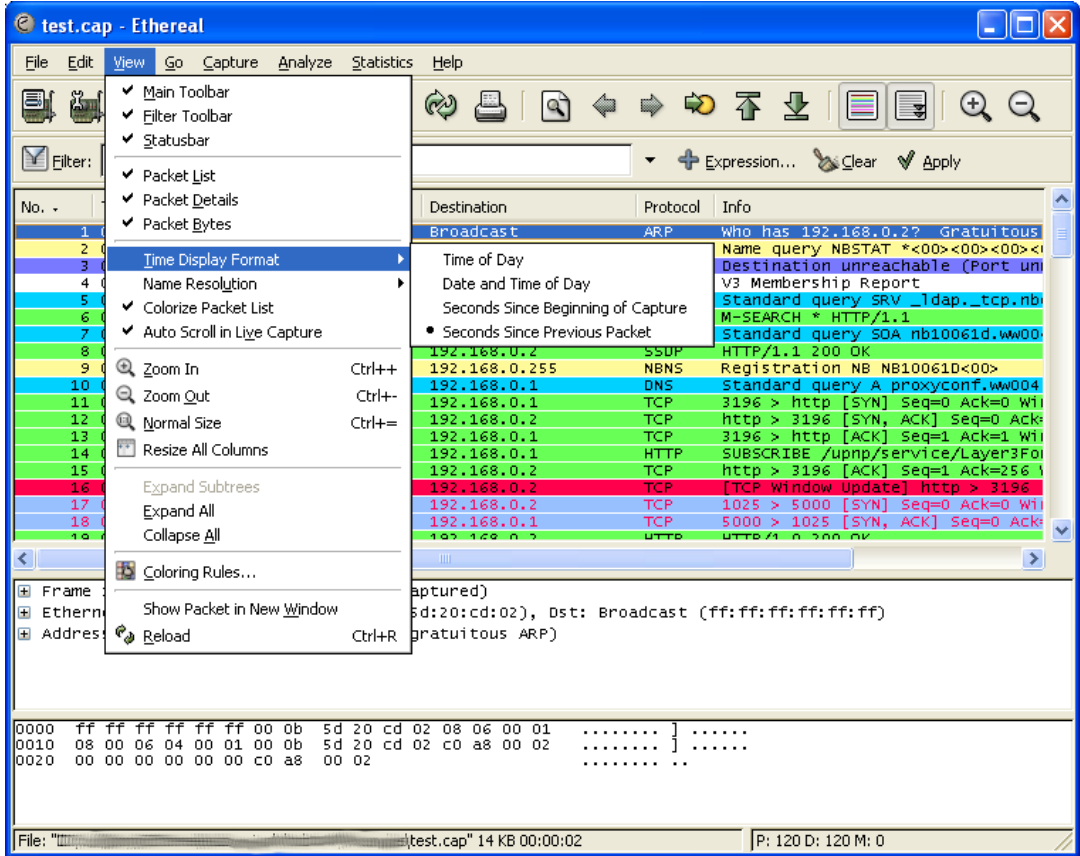 test.cap - Ethereal
File Edit View Go Capture Analyze Statistics Help
Main Toolbar
Filter Toolbar
Statusbar
Filter: Expression... Clear Apply
Packet List
Packet Details
Packet Bytes
Time Display Format
Name Resolution
Colorize Packet List
Auto Scroll in Live Capture
Zoom In Ctrl++
Zoom Out Ctrl+-
Normal Size Ctrl+=
Resize All Columns
Expand Subtrees
Expand All
Collapse All
Coloring Rules...
Show Packet in New Window
Reload Ctrl+R
Time of Day
Date and Time of Day
Seconds Since Beginning of Capture
Seconds Since Previous Packet
No. Destination Protocol Info
1 Broadcast ARP Who has 192.168.0.2? Gratuitous
2 Name query NBSTAT *<00><00><00><
3 Destination unreachable (Port un
4 V3 Membership Report
5 Standard query SRV _ldap._tcp.nb
6 M-SEARCH * HTTP/1.1
7 Standard query SOA nb10061d.ww00
8 192.168.0.2 SSDP HTTP/1.1 200 OK
9 192.168.0.255 NBNS Registration NB NB10061D<00>
10 192.168.0.1 DNS Standard query A proxyconf.ww004
11 192.168.0.1 TCP 3196 > http [SYN] Seq=0 Ack=0 Wi
12 192.168.0.2 TCP http > 3196 [SYN, ACK] Seq=0 Ack
13 192.168.0.1 TCP 3196 > http [ACK] Seq=1 Ack=1 Wi
14 192.168.0.1 HTTP SUBSCRIBE /upnp/service/Layer3Fo
15 192.168.0.2 TCP http > 3196 [ACK] Seq=1 Ack=256
16 192.168.0.2 TCP [TCP Window Update] http > 3196
17 192.168.0.2 TCP 1025 > 5000 [SYN] Seq=0 Ack=0 Wi
18 192.168.0.1 TCP 5000 > 1025 [SYN, ACK] Seq=0 Ack
19 192.168.0.2 HTTP HTTP/1.0 200 OK
Frame aptured)
Ethern 5d:20:cd:02), Dst: Broadcast (ff:ff:ff:ff:ff:ff)
Address gratuitous ARP)
0000 ff ff ff ff ff ff 00 0b 5d 20 cd 02 08 06 00 01 ........ ] ......
0010 08 00 06 04 00 01 00 0b 5d 20 cd 02 c0 a8 00 02 ........ ] ......
0020 00 00 00 00 00 00 c0 a8 00 02 ........ ..
File: " \test.cap" 14 KB 00:00:02 P: 120 D: 120 M: 0